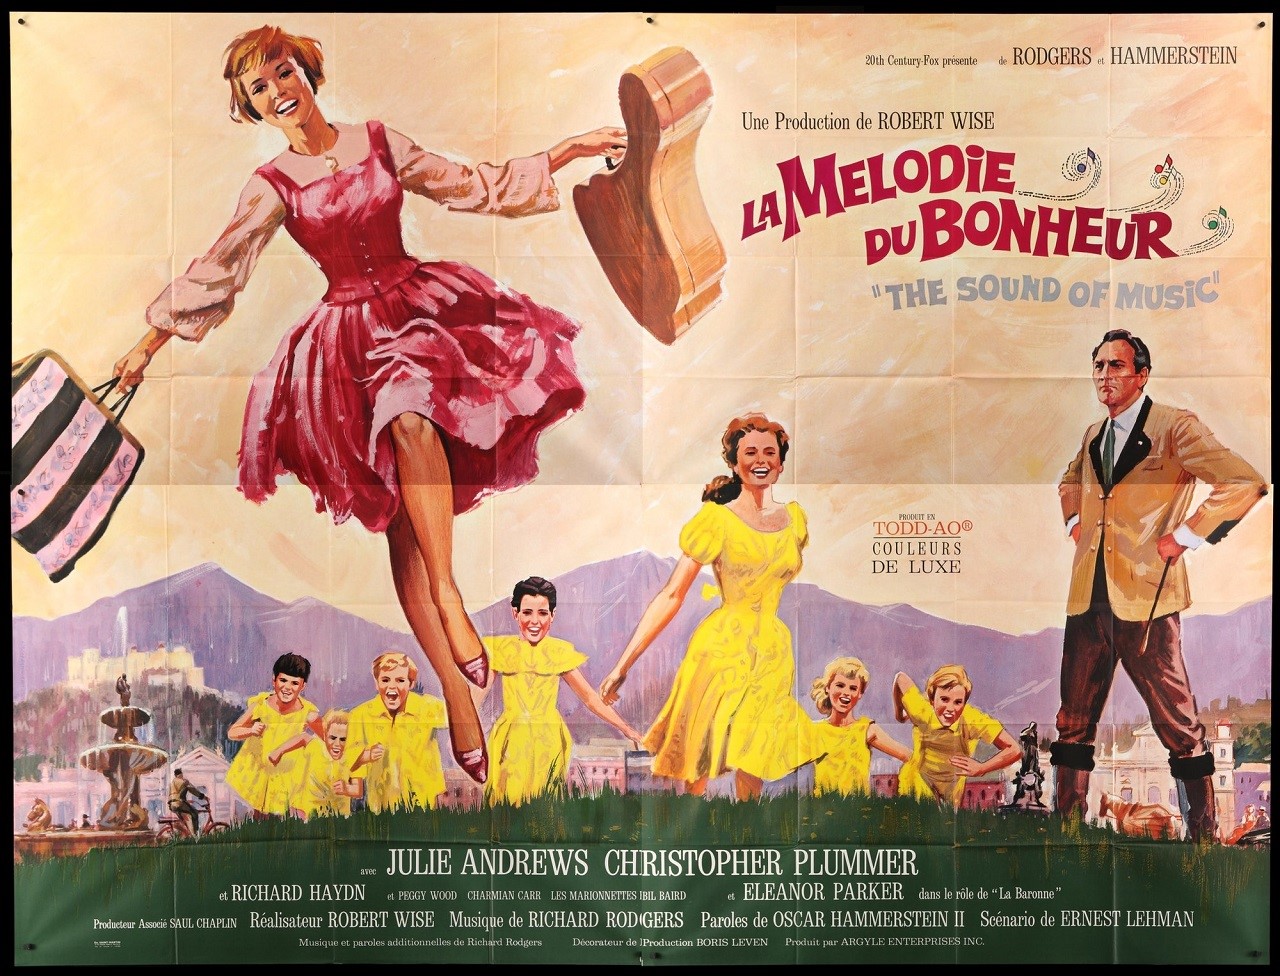 20th Century-Fox présente de RODGERS et HAMMERSTEIN
Une Production de ROBERT WISE
LA MELODIE
DU BONHEUR
"THE SOUND OF MUSIC"
PRODUIT EN
TODD-AO®
COULEURS
DE LUXE
avec JULIE ANDREWS CHRISTOPHER PLUMMER
et RICHARD HAYDN et PEGGY WOOD CHARMIAN CARR LES MARIONNETTES BIL BAIRD et ELEANOR PARKER dans le rôle de "La Baronne"
Producteur Associé SAUL CHAPLIN Réalisateur ROBERT WISE Musique de RICHARD RODGERS Paroles de OSCAR HAMMERSTEIN II Scénario de ERNEST LEHMAN
Musique et paroles additionnelles de Richard Rodgers Décorateur de Production BORIS LEVEN Produit par ARGYLE ENTERPRISES INC.